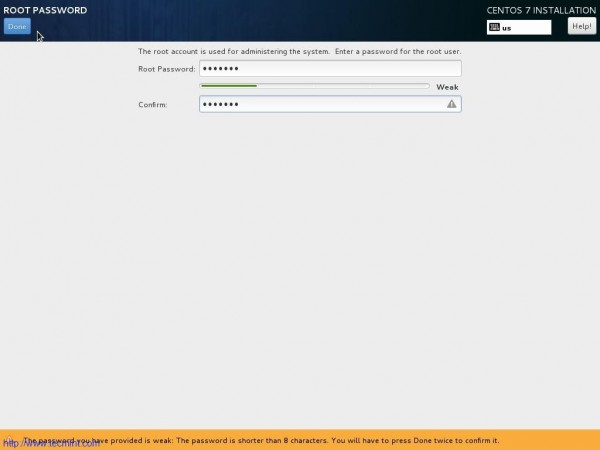 ROOT PASSWORD
CENTOS 7 INSTALLATION
Done
us
Help!
The root account is used for administering the system. Enter a password for the root user.
Root Password: •••••••
Weak
Confirm: •••••••
The password you have provided is weak: The password is shorter than 8 characters. You will have to press Done twice to confirm it.
http://www.tecmint.com